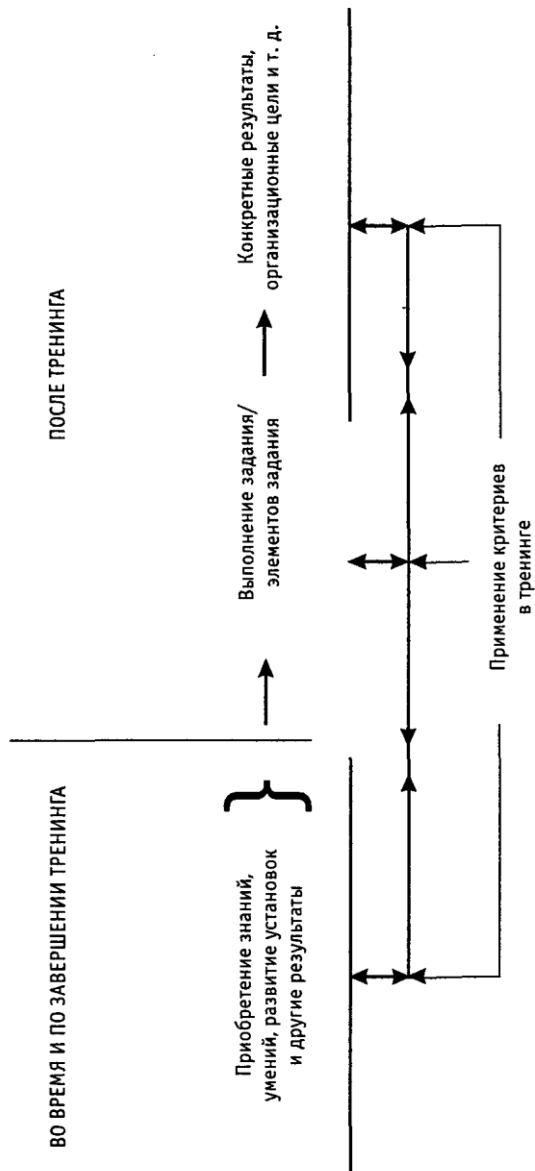 ВО ВРЕМЯ И ПО ЗАВЕРШЕНИИ ТРЕНИНГА
ПОСЛЕ ТРЕНИНГА
Приобретение знаний,
умений, развитие установок
и другие результаты
Выполнение задания/
элементов задания
Конкретные результаты,
организационные цели и т. д.
Применение критериев
в тренинге